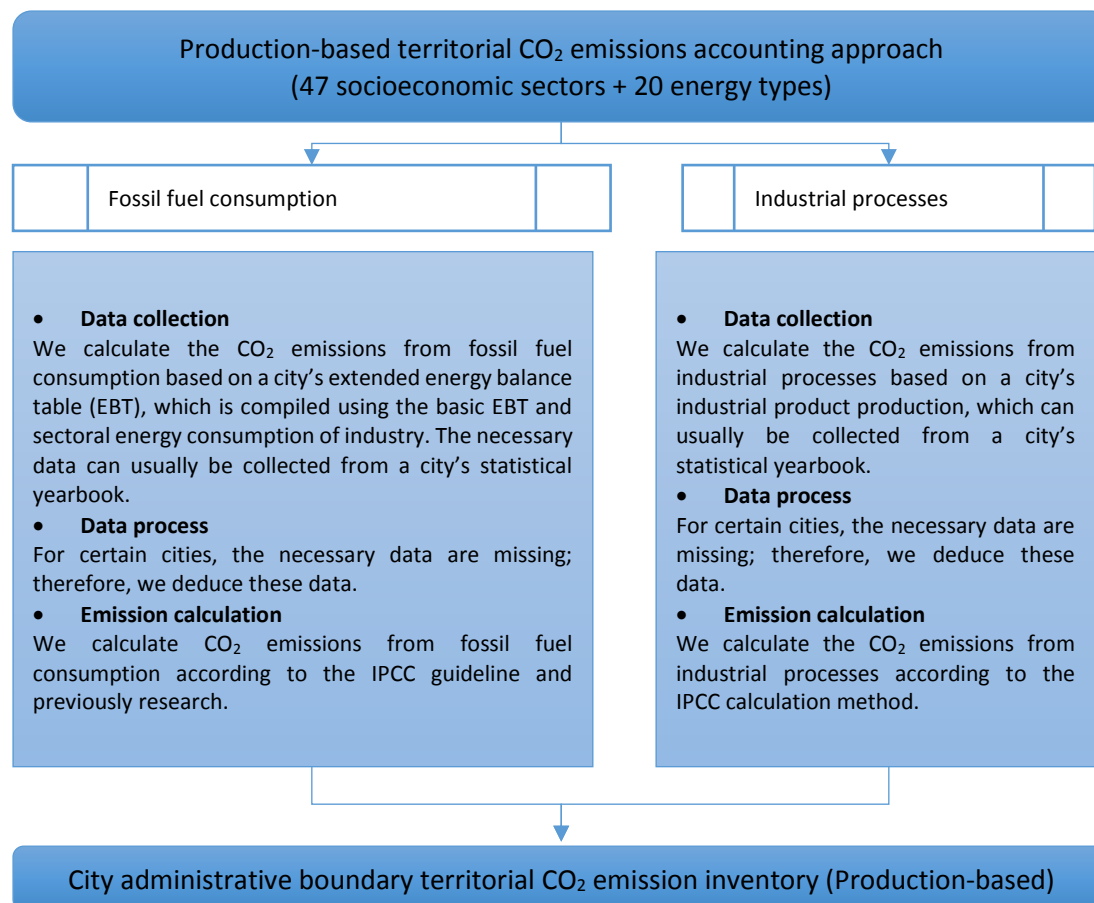 Production-based territorial CO₂ emissions accounting approach
(47 socioeconomic sectors + 20 energy types)
Fossil fuel consumption
Industrial processes
• Data collection
We calculate the CO₂ emissions from fossil fuel
consumption based on a city's extended energy balance
table (EBT), which is compiled using the basic EBT and
sectoral energy consumption of industry. The necessary
data can usually be collected from a city's statistical
yearbook.
• Data process
For certain cities, the necessary data are missing;
therefore, we deduce these data.
• Emission calculation
We calculate CO₂ emissions from fossil fuel
consumption according to the IPCC guideline and
previously research.
• Data collection
We calculate the CO₂ emissions from
industrial processes based on a city's
industrial product production, which can
usually be collected from a city's
statistical yearbook.
• Data process
For certain cities, the necessary data are
missing; therefore, we deduce these
data.
• Emission calculation
We calculate the CO₂ emissions from
industrial processes according to the
IPCC calculation method.
City administrative boundary territorial CO₂ emission inventory (Production-based)